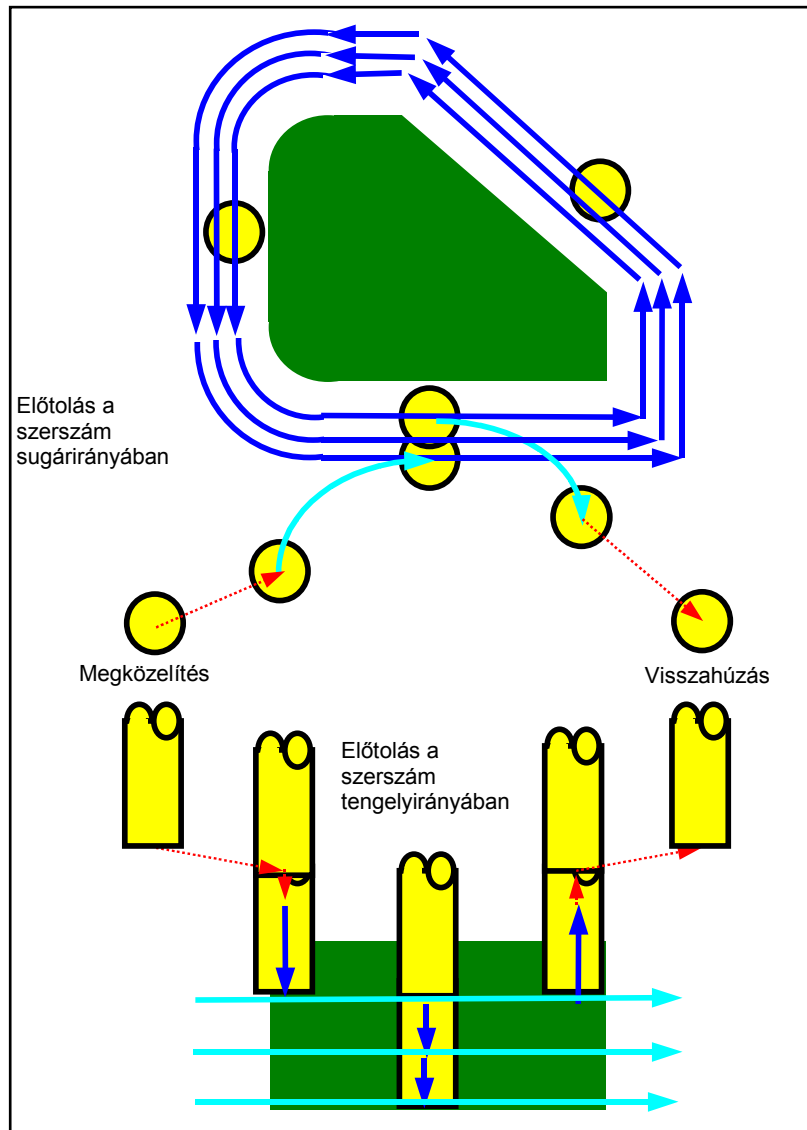 Előtolás a
szerszám
sugárirányában
Megközelítés
Visszahúzás
Előtolás a
szerszám
tengelyirányában